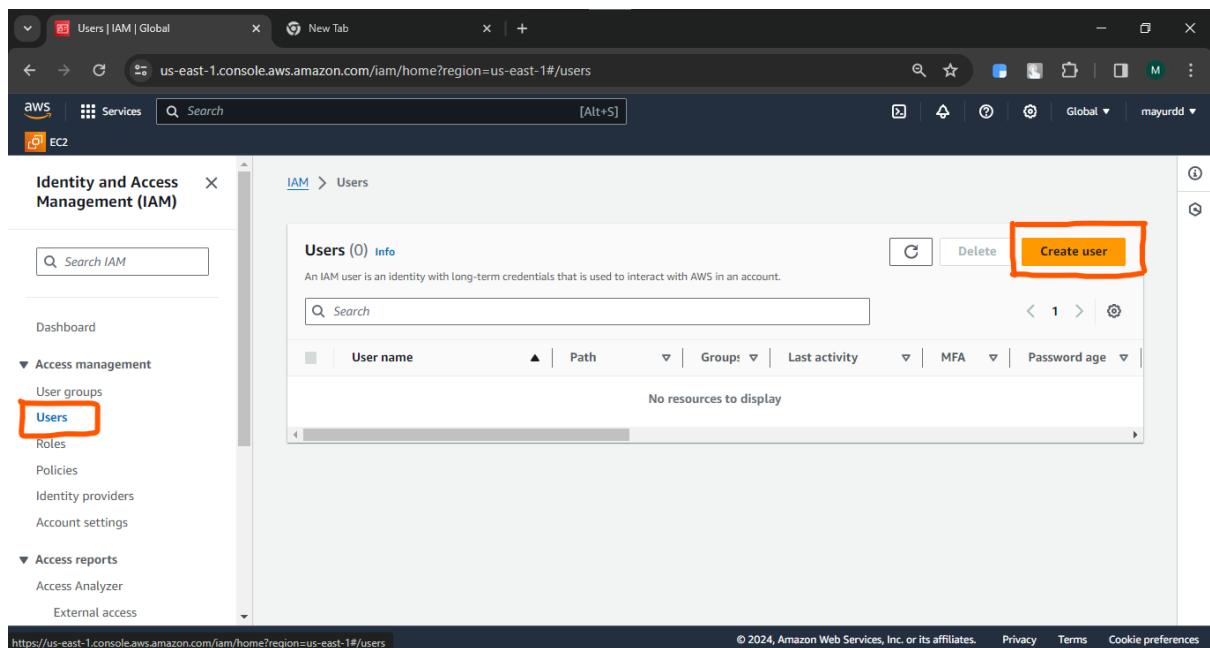 Users | IAM | Global
New Tab
us-east-1.console.aws.amazon.com/iam/home?region=us-east-1#/users
M
aws Services Search [Alt+S] Global ▼ mayurdd ▼
EC2
Identity and Access
Management (IAM)
Search IAM
Dashboard
▼ Access management
User groups
Users
Roles
Policies
Identity providers
Account settings
▼ Access reports
Access Analyzer
External access
IAM > Users
Users (0) Info
Delete
Create user
An IAM user is an identity with long-term credentials that is used to interact with AWS in an account.
Search
< 1 >
User name ▲ Path ▽ Group: ▽ Last activity ▽ MFA ▽ Password age ▽
No resources to display
https://us-east-1.console.aws.amazon.com/iam/home?region=us-east-1#/users
© 2024, Amazon Web Services, Inc. or its affiliates. Privacy Terms Cookie preferences